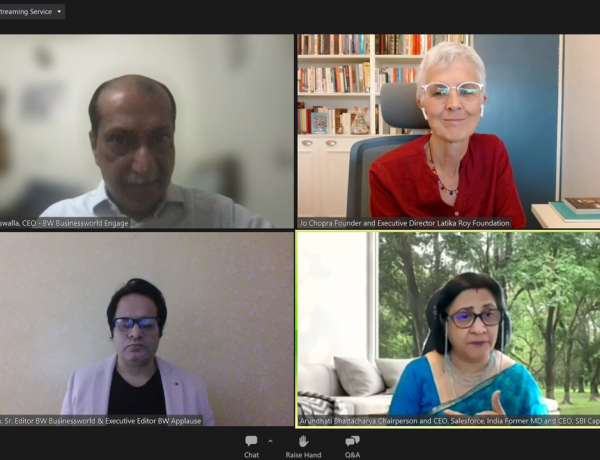 treaming Service
swalla, CEO - BW Businessworld Engage
Jo Chopra Founder and Executive Director Latika Roy Foundation
, Sr. Editor BW Businessworld & Executive Editor BW Applause
Arundhati Bhattacharya Chairperson and CEO, Salesforce, India Former MD and CEO, SBI Cap
Chat
Raise Hand
Q&A